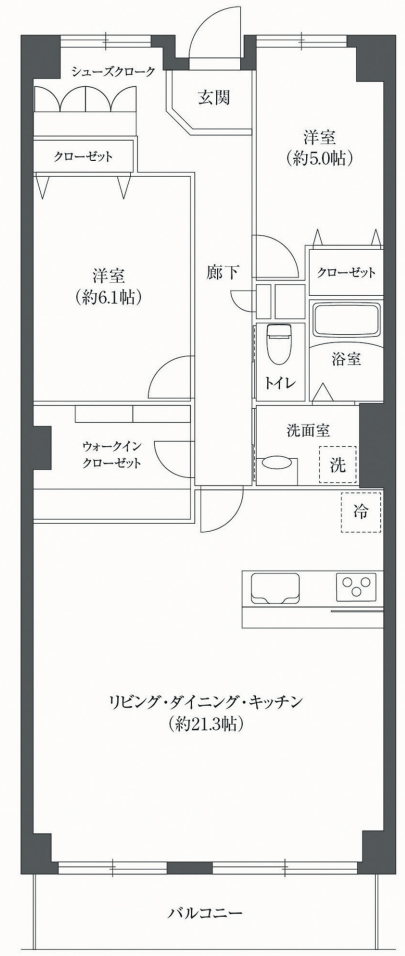 シューズクローク
玄関
洋室
（約5.0帖）
クローゼット
洋室
（約6.1帖）
廊下
クローゼット
浴室
トイレ
洗面室
洗
ウォークイン
クローゼット
冷
リビング・ダイニング・キッチン
（約21.3帖）
バルコニー